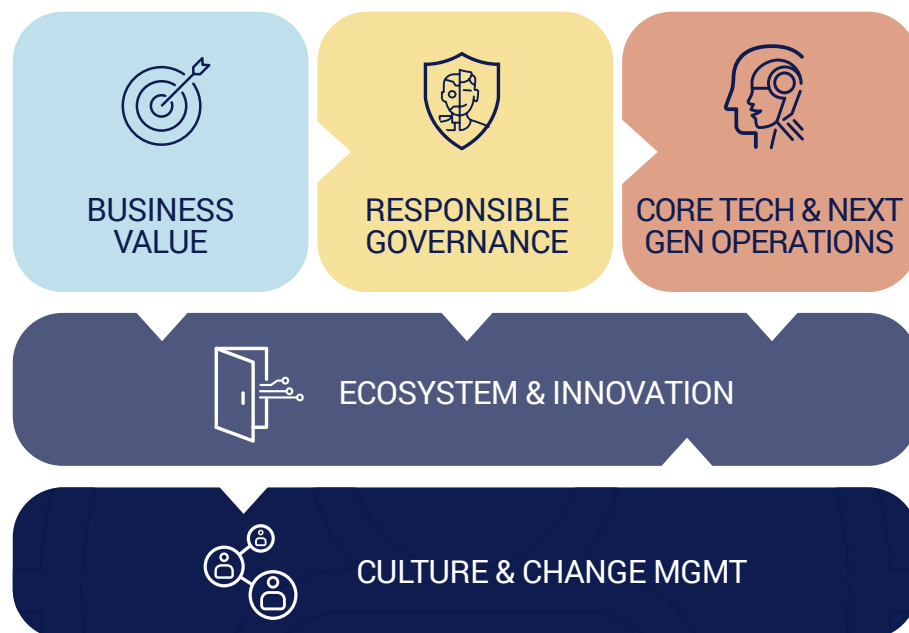 BUSINESS
VALUE
RESPONSIBLE
GOVERNANCE
CORE TECH & NEXT
GEN OPERATIONS
ECOSYSTEM & INNOVATION
CULTURE & CHANGE MGMT